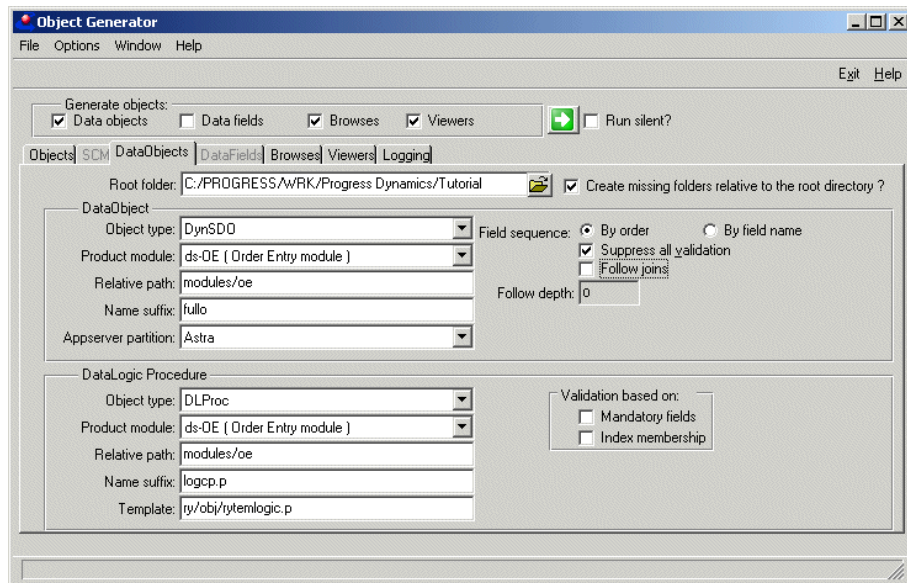 Object Generator
File Options Window Help
Exit Help
Generate objects:
Data objects Data fields Browses Viewers Run silent?
Objects SCM DataObjects DataFields Browses Viewers Logging
Root folder: C:/PROGRESS/WRK/Progress Dynamics/Tutorial Create missing folders relative to the root directory ?
DataObject
Object type: DynSDO Field sequence: By order By field name
Product module: ds-OE ( Order Entry module ) Suppress all validation
Relative path: modules/oe Follow joins
Name suffix: fullo Follow depth: 0
Appserver partition: Astra
DataLogic Procedure
Object type: DLProc Validation based on:
Product module: ds-OE ( Order Entry module ) Mandatory fields
Relative path: modules/oe Index membership
Name suffix: logcp.p
Template: ry/obj/rytemlogic.p